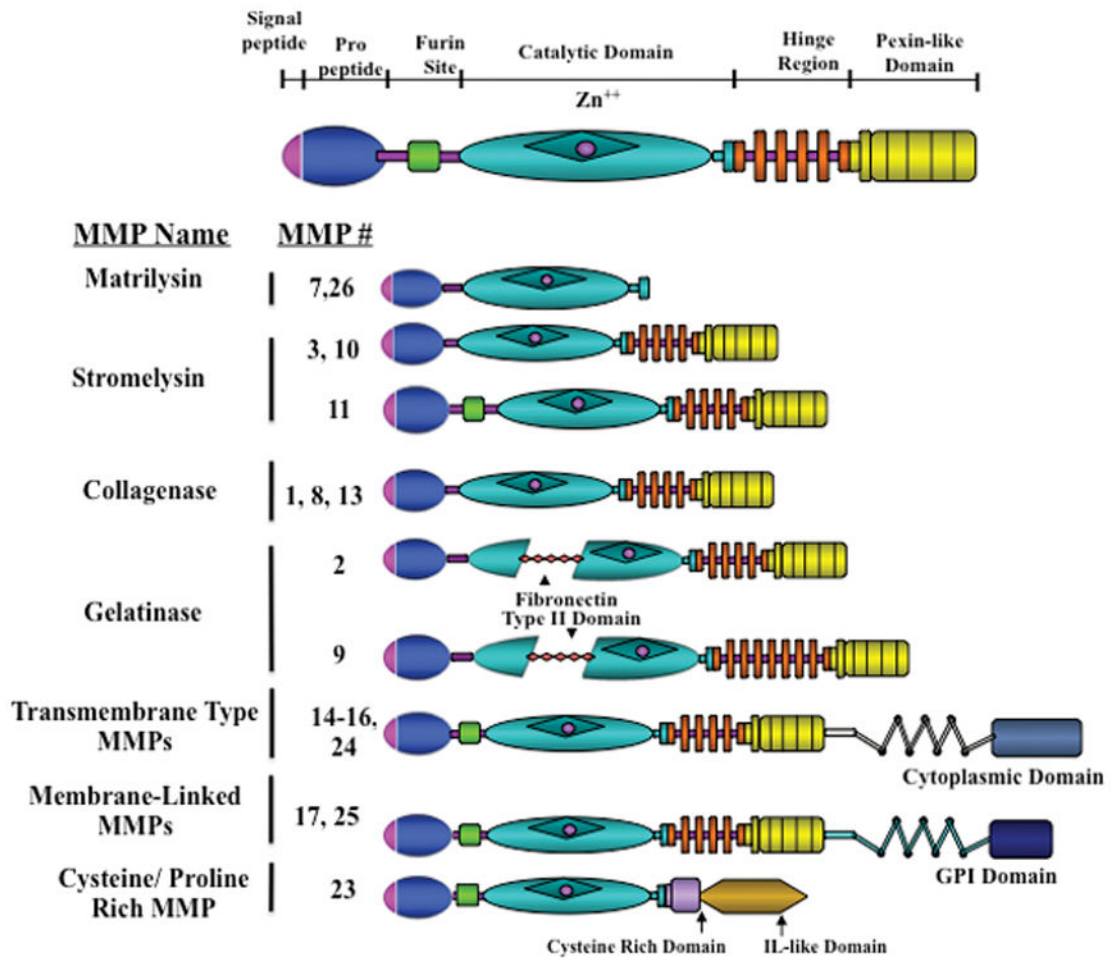 Signal
peptide
Pro
peptide
Furin
Site
Catalytic Domain
Hinge
Region
Pexin-like
Domain
Zn++
MMP Name
MMP #
Matrilysin
7,26
Stromelysin
3, 10
11
Collagenase
1, 8, 13
Gelatinase
2
Fibronectin
Type II Domain
9
Transmembrane Type
MMPs
14-16,
24
Cytoplasmic Domain
Membrane-Linked
MMPs
17, 25
GPI Domain
Cysteine/ Proline
Rich MMP
23
Cysteine Rich Domain
IL-like Domain